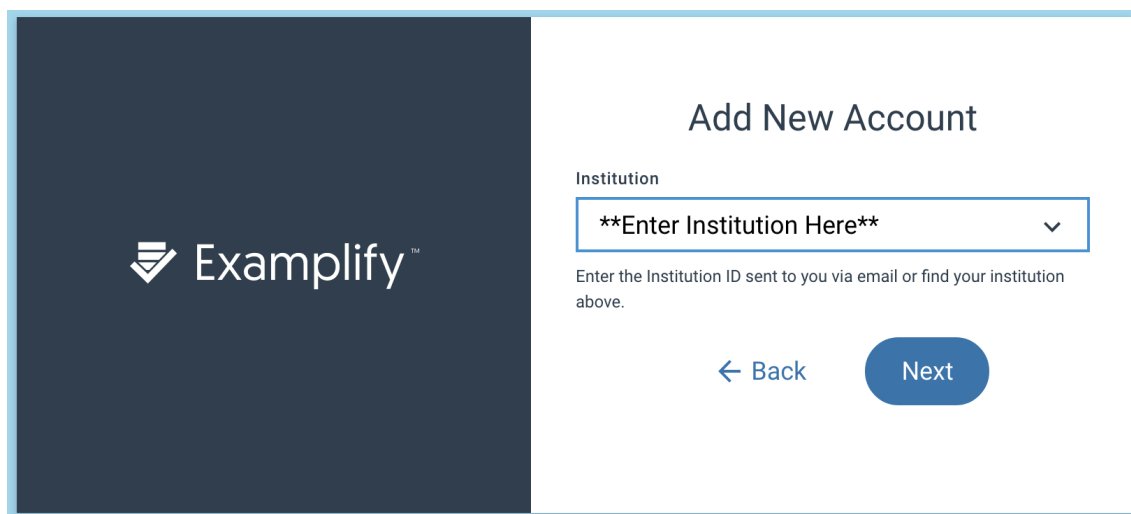 Examplify™
Add New Account
Institution
**Enter Institution Here**
Enter the Institution ID sent to you via email or find your institution
above.
← Back
Next